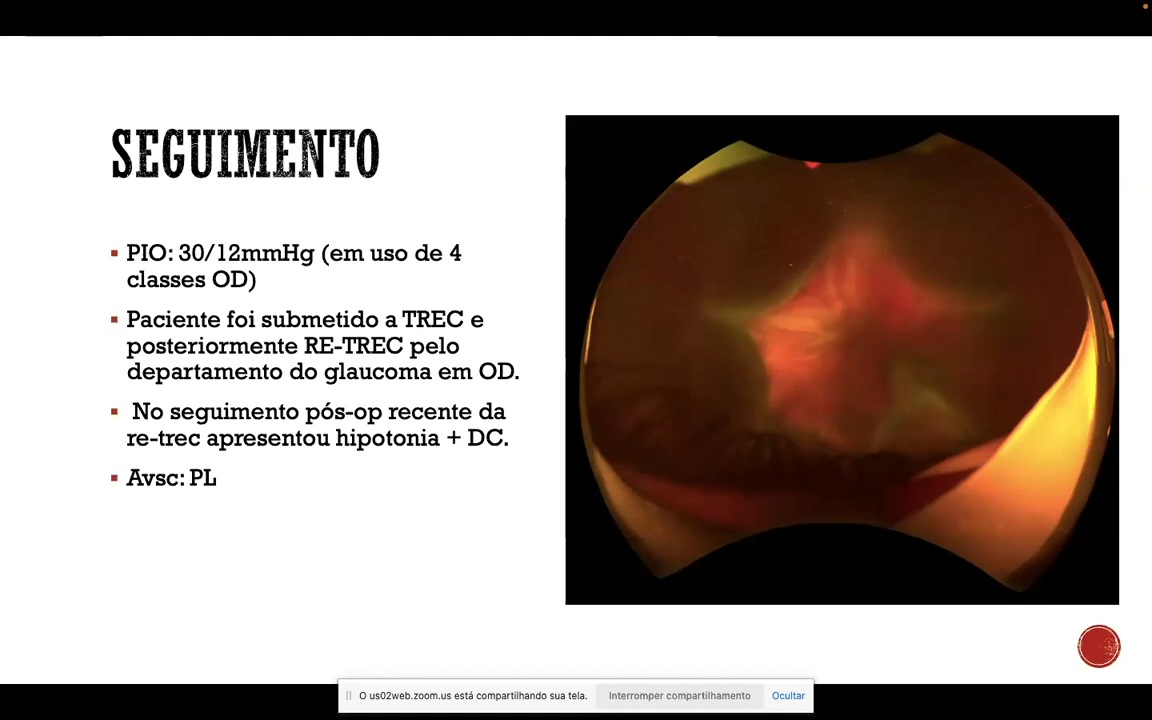 SEGUIMENTO
▪ PIO: 30/12mmHg (em uso de 4
classes OD)
▪ Paciente foi submetido a TREC e
posteriormente RE-TREC pelo
departamento do glaucoma em OD.
▪ No seguimento pós-op recente da
re-trec apresentou hipotonia + DC.
▪ Avsc: PL
O us02web.zoom.us está compartilhando sua tela. Interromper compartilhamento Ocultar